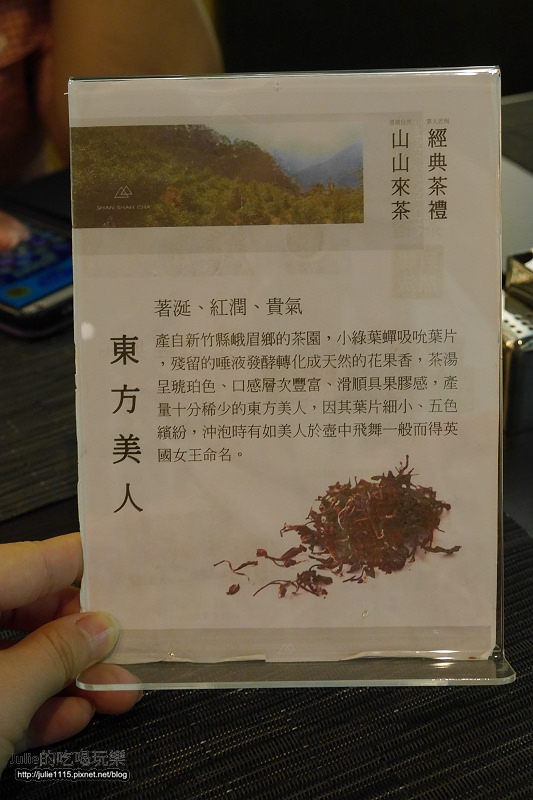 經典茶禮
山山來茶
SHAN SHAN CHA
著涎、紅潤、貴氣
東方美人
產自新竹縣峨眉鄉的茶園，小綠葉蟬吸吮葉片
，殘留的唾液發酵轉化成天然的花果香，茶湯
呈琥珀色、口感層次豐富、滑順具果膠感，產
量十分稀少的東方美人，因其葉片細小、五色
繽紛，沖泡時有如美人於壺中飛舞一般而得英
國女王命名。
Julie的吃喝玩樂
http://julie1115.pixnet.net/blog